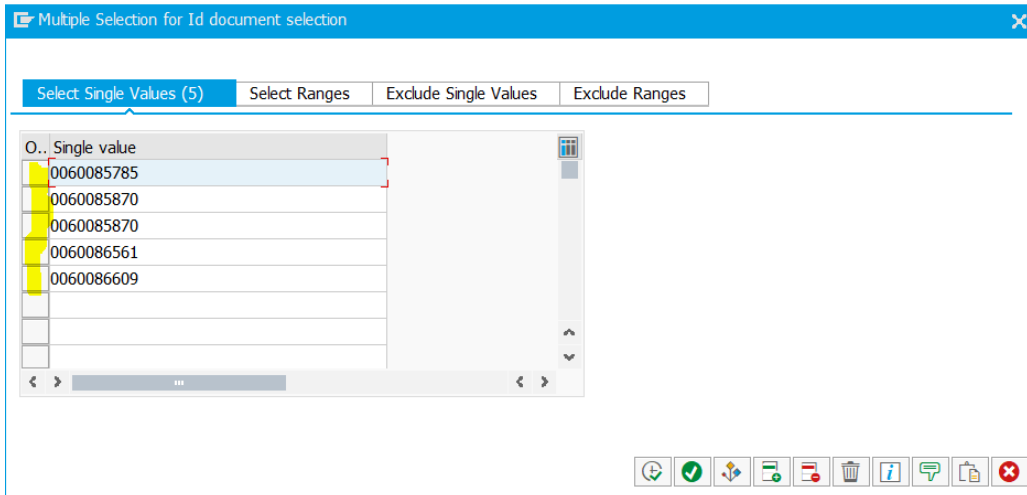 Multiple Selection for Id document selection
Select Single Values (5) Select Ranges Exclude Single Values Exclude Ranges
O.. Single value
0060085785
0060085870
0060085870
0060086561
0060086609